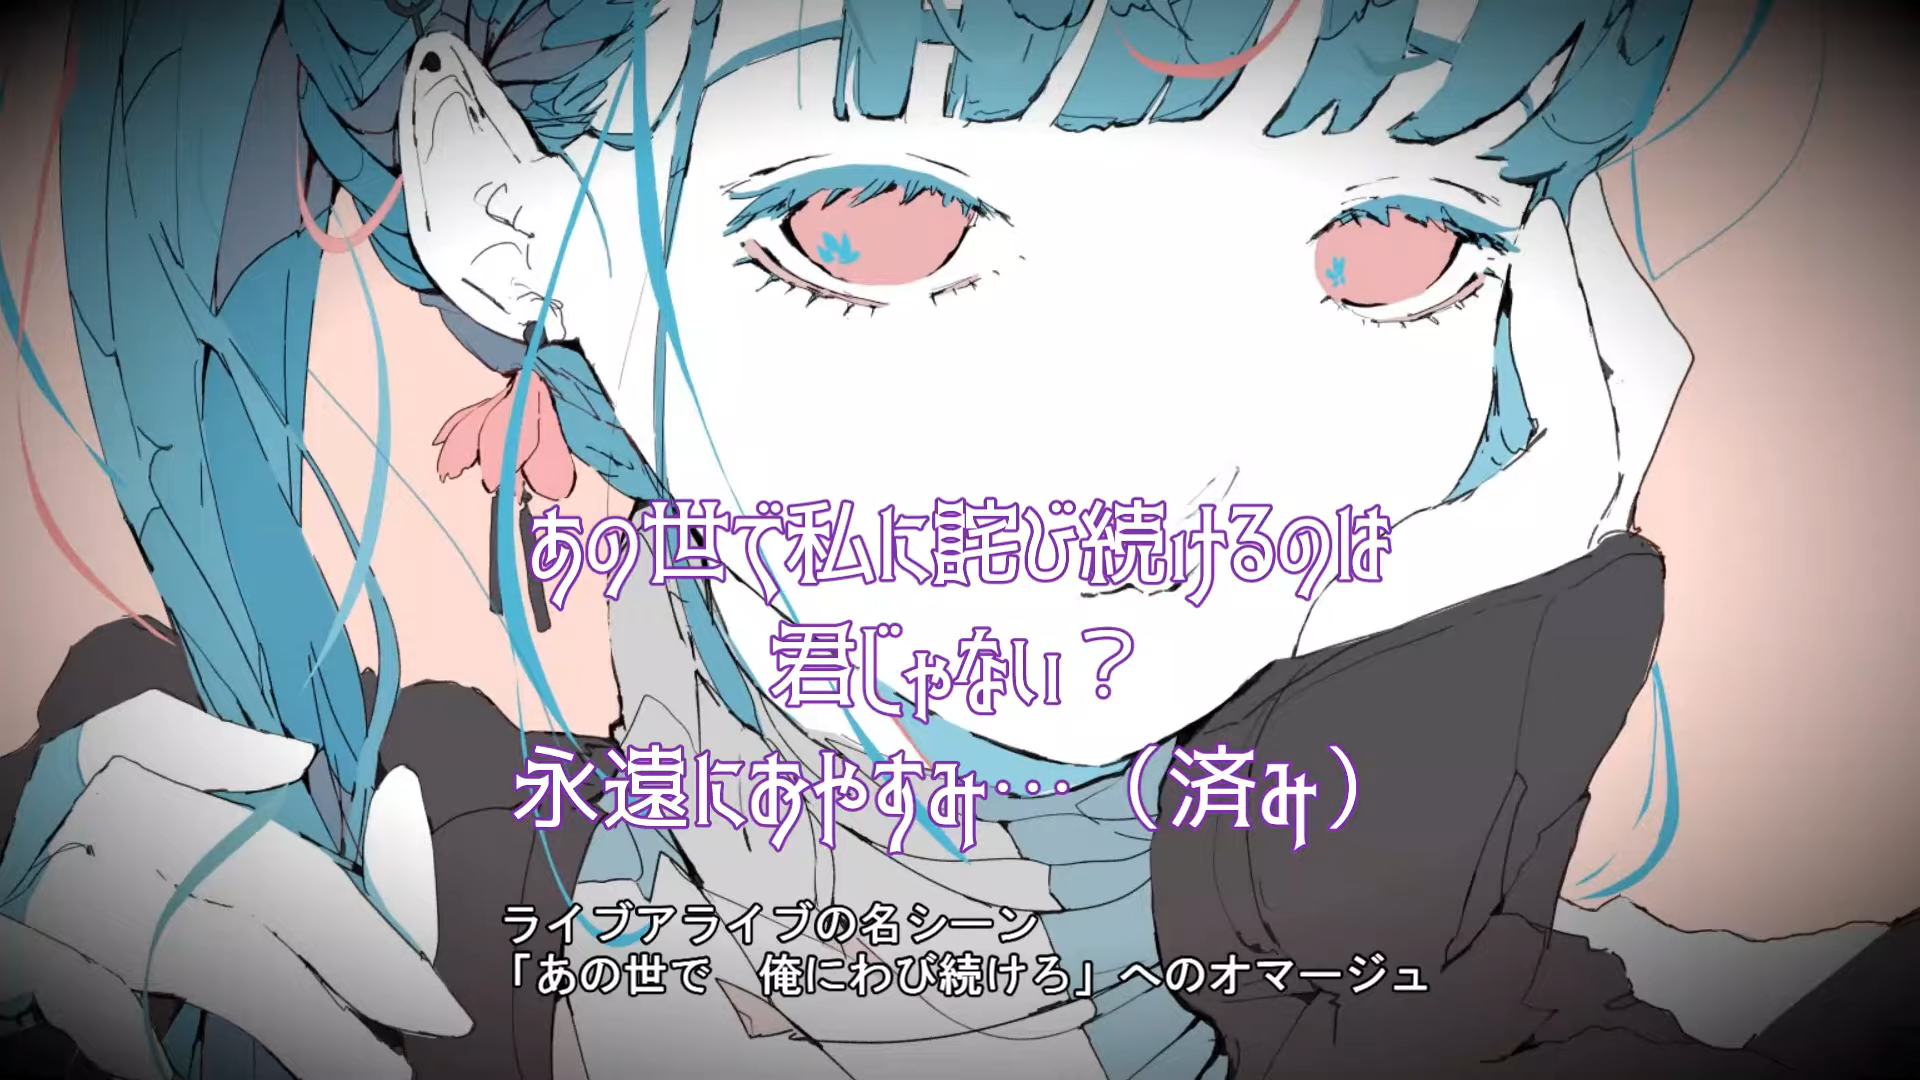 あの世で私に詫び続けるのは
君じゃない？
永遠におやすみ…（済み）
ライブアライブの名シーン
「あの世で　俺にわび続けろ」へのオマージュ